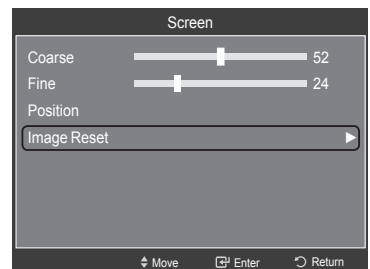 Screen
Coarse 52
Fine 24
Position
Image Reset
Move Enter Return